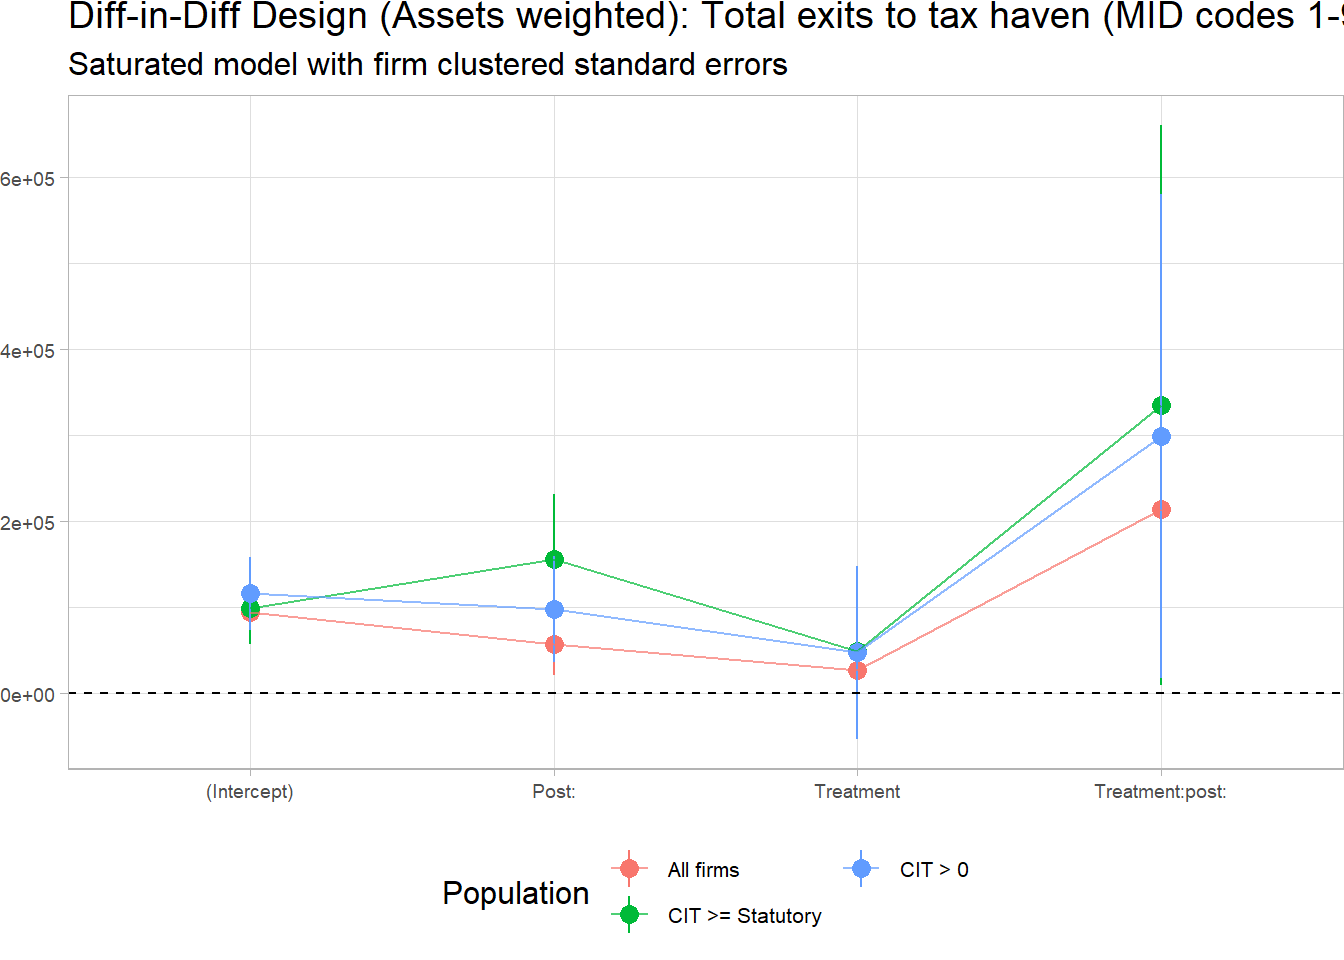 Diff-in-Diff Design (Assets weighted): Total exits to tax haven (MID codes 1-9
Saturated model with firm clustered standard errors
6e+05
4e+05
2e+05
0e+00
(Intercept) Post: Treatment Treatment:post:
Population
All firms CIT > 0
CIT >= Statutory